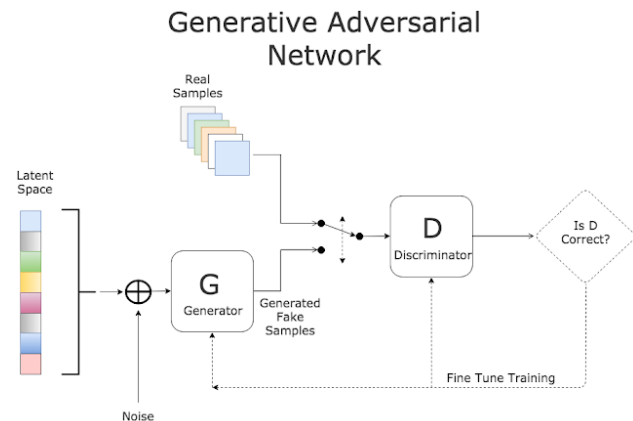 Generative Adversarial
Network
Real
Samples
Latent
Space
G
Generator
Generated
Fake
Samples
D
Discriminator
Is D
Correct?
Fine Tune Training
Noise